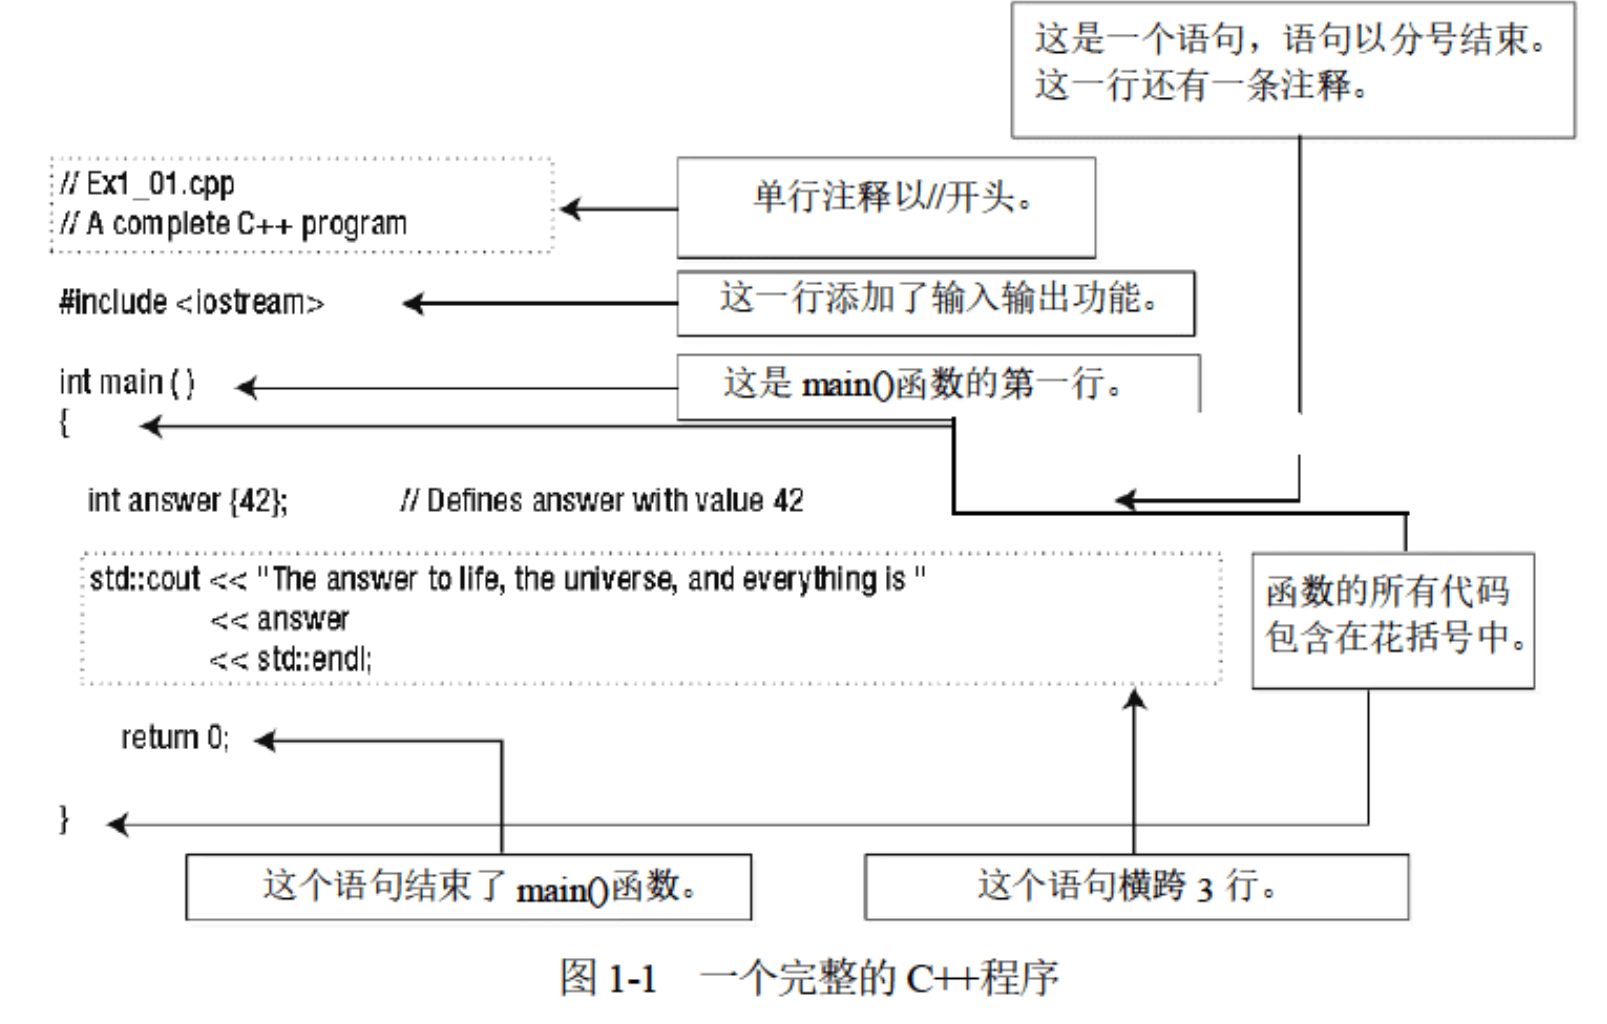 这是一个语句，语句以分号结束。
这一行还有一条注释。
// Ex1_01.cpp
// A complete C++ program
单行注释以//开头。
#include <iostream>
这一行添加了输入输出功能。
int main ( )
这是 main()函数的第一行。
{
int answer {42}; // Defines answer with value 42
std::cout << "The answer to life, the universe, and everything is "
<< answer
<< std::endl;
函数的所有代码
包含在花括号中。
return 0;
}
这个语句结束了 main()函数。
这个语句横跨 3 行。
图 1-1 一个完整的 C++程序